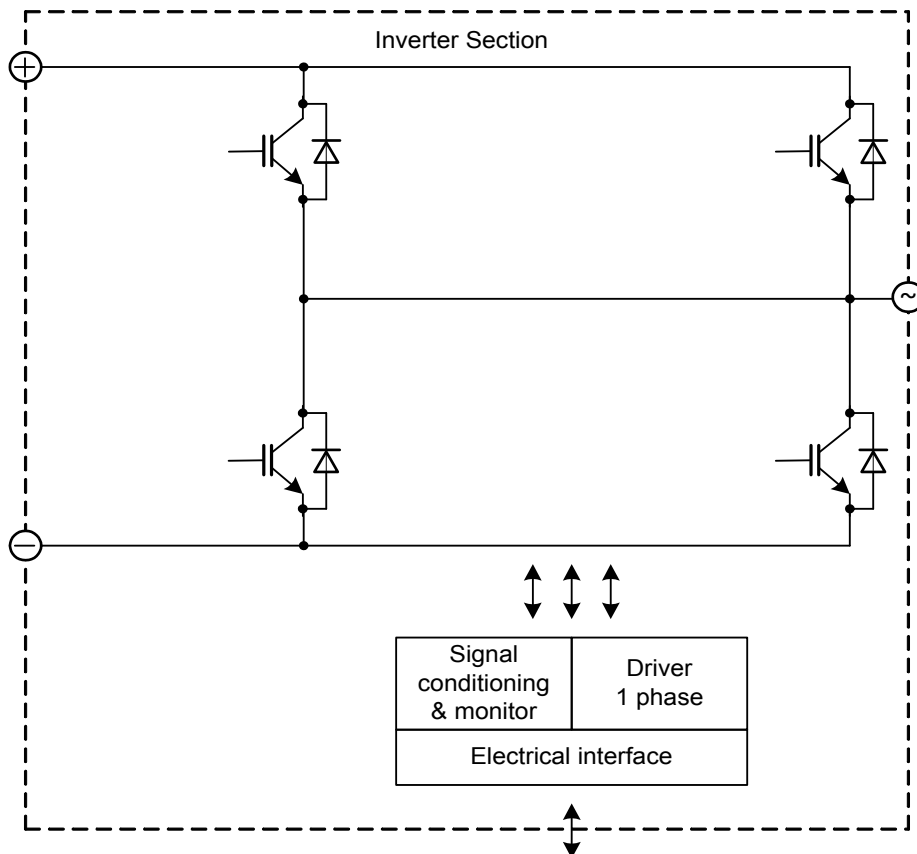 Inverter Section
+
~
−
Signal
conditioning
& monitor
Driver
1 phase
Electrical interface